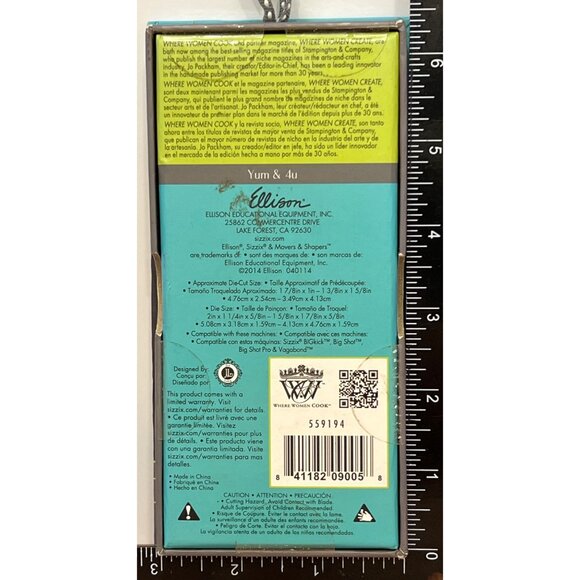 WHERE WOMEN COOK, and partner magazine, WHERE WOMEN CREATE, are
both now among the best-selling magazine titles of Stampington & Company,
who publish the largest number of niche magazines in the arts-and-crafts
industry. Jo Packham, their creator/Editor-in-Chief, has been a leading innovator
in the handmade publishing market for more than 30 years.
WHERE WOMEN COOK et le magazine partenaire, WHERE WOMEN CREATE,
sont deux maintenant parmi les magazines les plus vendus de Stampington &
Company, qui publient le plus grand nombre de magazines de niche dans le
secteur arts et de l'artisanat. Jo Packham, leur créateur/rédacteur en chef, a été
un innovateur de premier plan dans le marché de l'édition depuis plus de 30 ans.
WHERE WOMEN COOK y la revista socio, WHERE WOMEN CREATE, son tanto
ahora entre los títulos de revistas de mayor venta de Stampington & Company,
que publican el mayor número de revistas de nicho en la industria del arte y de
la artesanía. Jo Packham, su creador/editor en jefe, ha sido un líder innovador
en el mercado de la edición hecha a mano por más de 30 años.
Yum & 4u
Ellison®
ELLISON EDUCATIONAL EQUIPMENT, INC.
25862 COMMERCENTRE DRIVE
LAKE FOREST, CA 92630
sizzix.com
Ellison®, Sizzix® & Movers & Shapers™
are trademarks of: • sont des marques de: • son marcas de:
Ellison Educational Equipment, Inc.
©2014 Ellison 040114
• Approximate Die-Cut Size: • Taille Approximatif de Prédécoupée:
• Tamaño Troquelado Aproximado: 1 7/8in x 1in – 1 3/8in x 1 5/8in
• 4.76cm x 2.54cm – 3.49cm x 4.13cm
• Die Size: • Taille de Poinçon: • Tamaño de Troquel:
2in x 1 1/4in x 5/8in – 1 5/8in x 1 7/8in x 5/8in
• 5.08cm x 3.18cm x 1.59cm – 4.13cm x 4.76cm x 1.59cm
• Compatible with these machines: • Compatible avec ces machines:
• Compatible con estas máquinas: Sizzix® BIGkick™, Big Shot™,
Big Shot Pro & Vagabond™
Designed by:
Conçu par:
Diseñado por:
This product comes with a
limited warranty. Visit
sizzix.com/warranties for details.
• Ce produit est livré avec une
garantie limitée. Visitez
sizzix.com/warranties pour plus
de détails. • Este producto viene
con una garantía limitada. Visite
sizzix.com/warranties para mas
detalles.
• Made in China
• Fabriqué en Chine
• Hecho en China
WW
WHERE WOMEN COOK
559194
8 41182 09005 8
CAUTION • ATTENTION • PRECAUCIÓN
• Cutting Hazard. Avoid Contact with Blade.
Adult Supervision of Children Recommended.
• Risque de Coupure. Eviter le contact avec la lame.
La surveillance d'un adulte des enfants recommandé.
• Peligro de Corte. Evitar el contact con la cuchilla.
La vigilancia atenta de un adulto de niños recomendada.
6
5
4
3
2
1
0
3
2
1
0